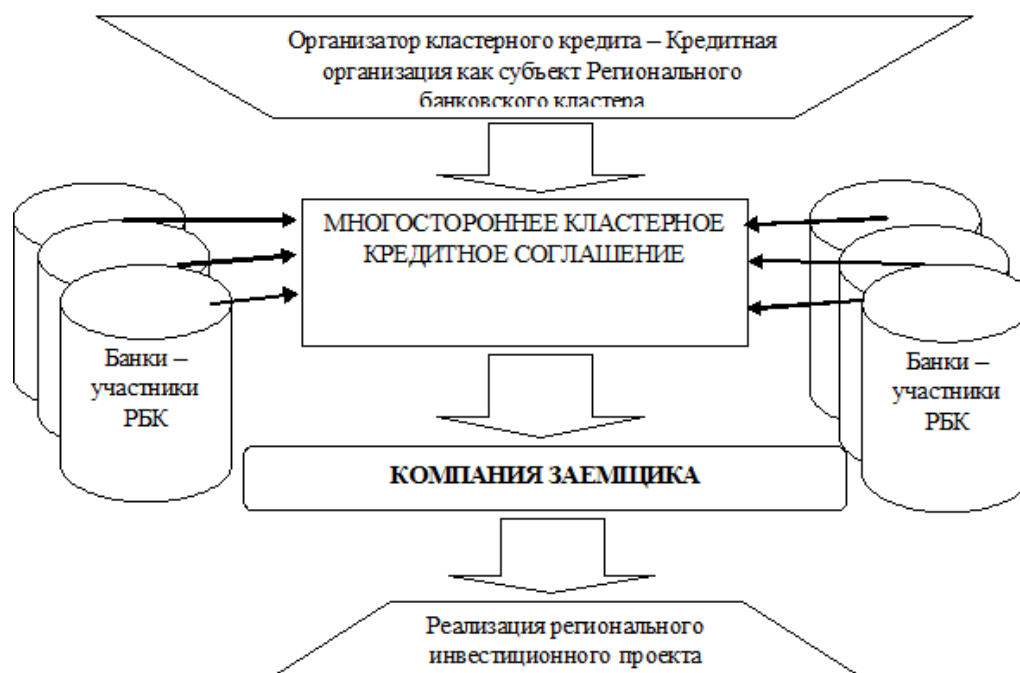 Организатор кластерного кредита – Кредитная
организация как субъект Регионального
банковского кластера
МНОГОСТОРОННЕЕ КЛАСТЕРНОЕ
КРЕДИТНОЕ СОГЛАШЕНИЕ
Банки –
участники
РБК
Банки –
участники
РБК
КОМПАНИЯ ЗАЕМЩИКА
Реализация регионального
инвестиционного проекта